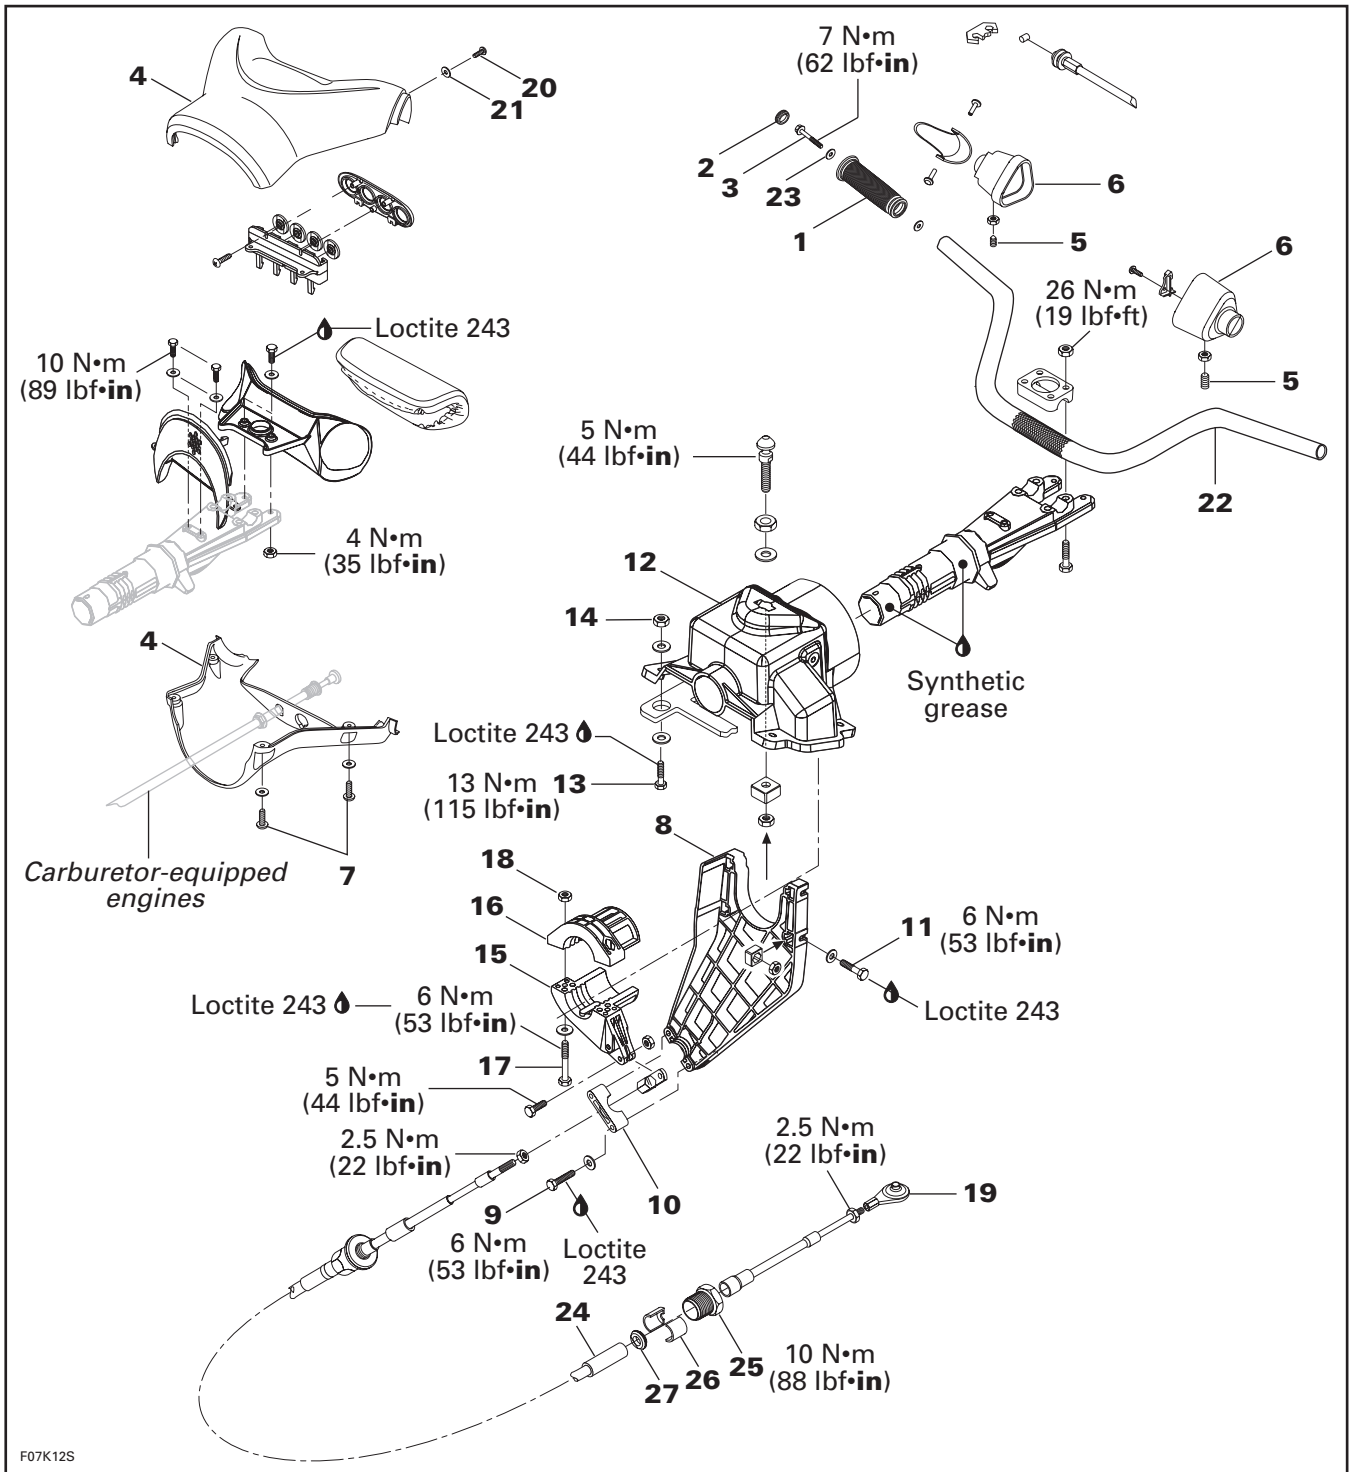 4
20
21
7 N•m
(62 lbf•in)
2
3
23
1
6
5
6
26 N•m
(19 lbf•ft)
5
22
Loctite 243
10 N•m
(89 lbf•in)
4 N•m
(35 lbf•in)
5 N•m
(44 lbf•in)
12
14
Synthetic
grease
4
Loctite 243
13 N•m
(115 lbf•in)
13
Carburetor-equipped
engines
7
8
18
16
15
11
6 N•m
(53 lbf•in)
Loctite 243
Loctite 243
6 N•m
(53 lbf•in)
17
5 N•m
(44 lbf•in)
2.5 N•m
(22 lbf•in)
10
9
6 N•m
(53 lbf•in)
Loctite
243
2.5 N•m
(22 lbf•in)
19
24
27
26
25
10 N•m
(88 lbf•in)
F07K12S